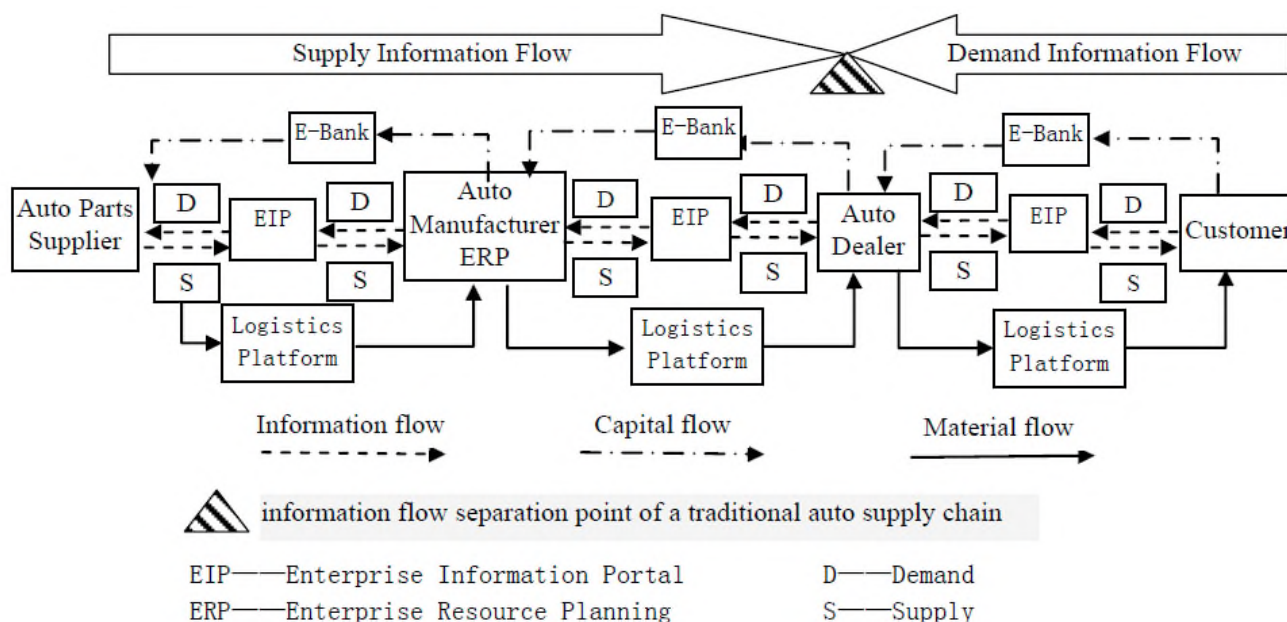 Supply Information Flow
Demand Information Flow
E-Bank
E-Bank
E-Bank
D
D
D
D
D
D
Auto Parts
Supplier
EIP
Auto
Manufacturer
ERP
EIP
Auto
Dealer
EIP
Customer
S
S
S
S
S
S
Logistics
Platform
Logistics
Platform
Logistics
Platform
Information flow
Capital flow
Material flow
information flow separation point of a traditional auto supply chain
EIP——Enterprise Information Portal
D——Demand
ERP——Enterprise Resource Planning
S——Supply